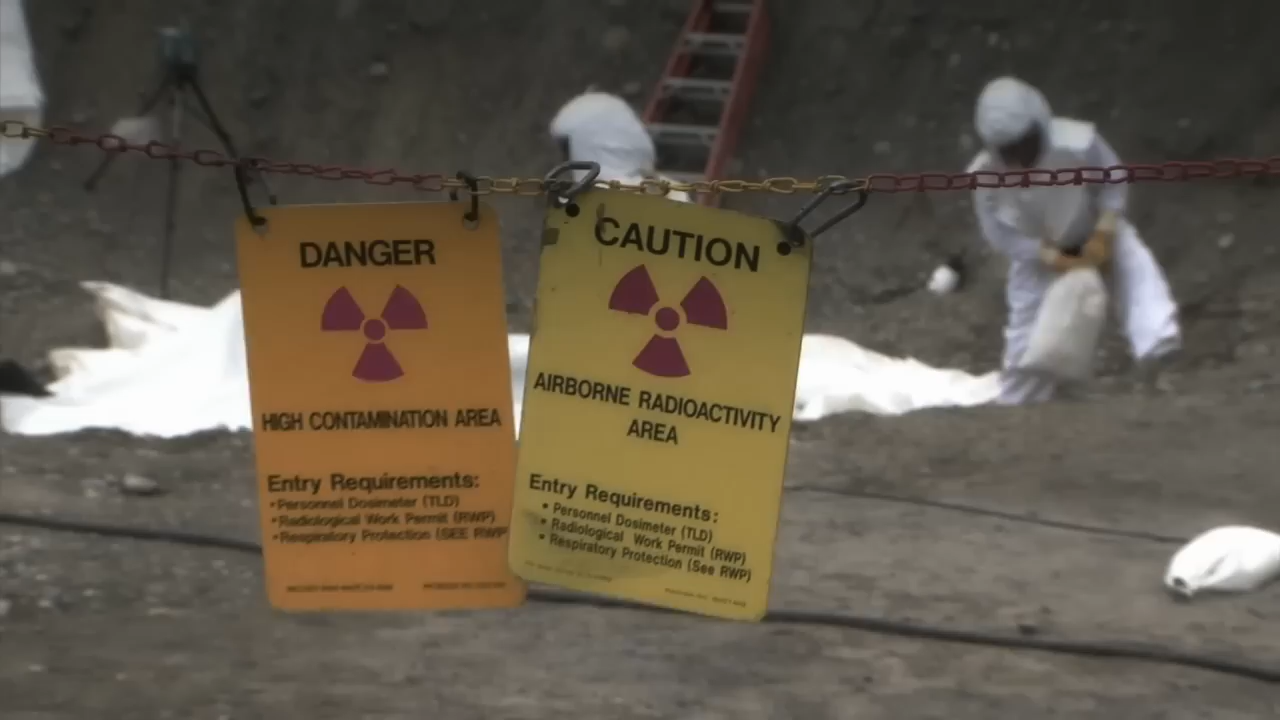 DANGER
HIGH CONTAMINATION AREA
Entry Requirements:
• Personnel Dosimeter (TLD)
• Radiological Work Permit (RWP)
• Respiratory Protection (SEE RWP
CAUTION
AIRBORNE RADIOACTIVITY
AREA
Entry Requirements:
• Personnel Dosimeter (TLD)
• Radiological Work Permit (RWP)
• Respiratory Protection (See RWP)